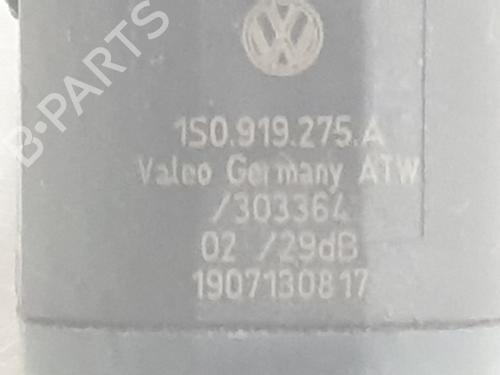 B-PARTS
1S0.919.275.A
Valeo Germany ATW
/303364
02 /29dB
1907130817